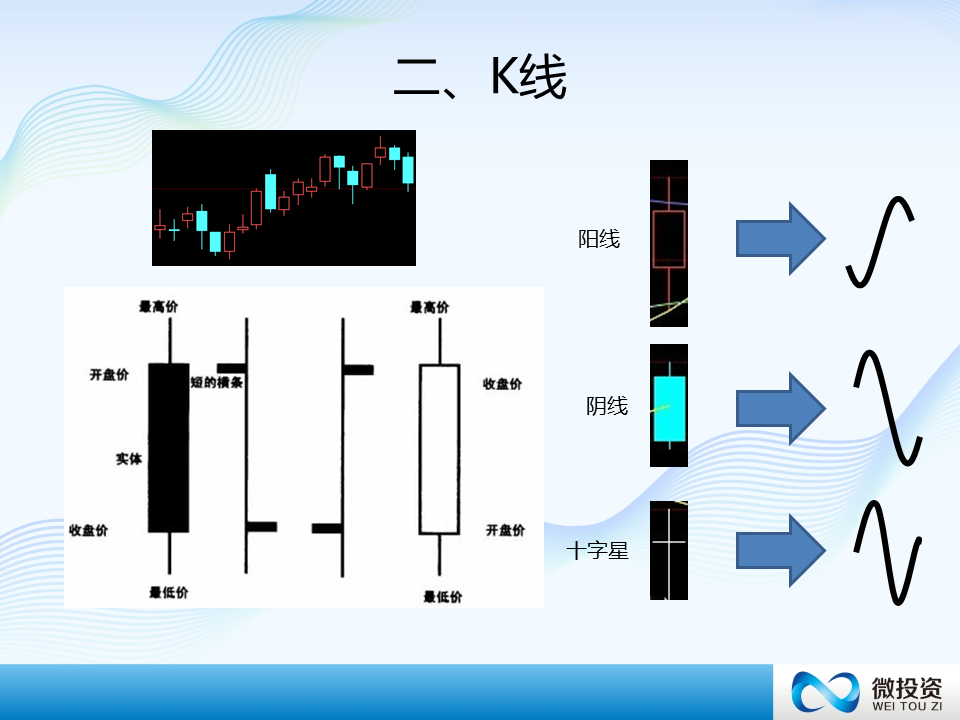 二、K线
最高价
最高价
开盘价
短的横条
收盘价
实体
收盘价
开盘价
最低价
最低价
阳线
阴线
十字星
微投资
WEI TOU ZI